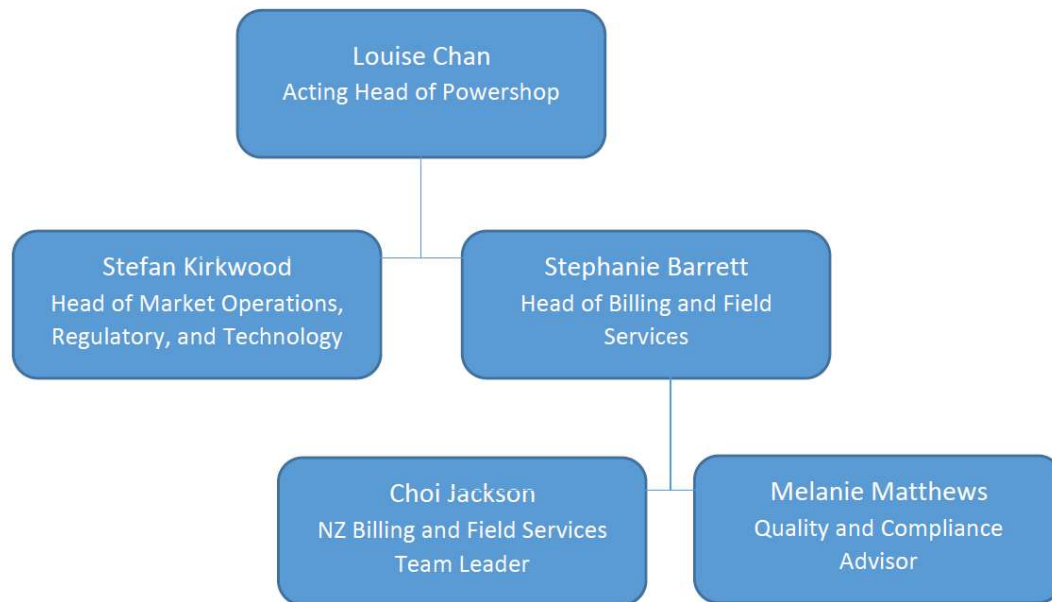 Louise Chan
Acting Head of Powershop
Stefan Kirkwood
Head of Market Operations,
Regulatory, and Technology
Stephanie Barrett
Head of Billing and Field
Services
Choi Jackson
NZ Billing and Field Services
Team Leader
Melanie Matthews
Quality and Compliance
Advisor